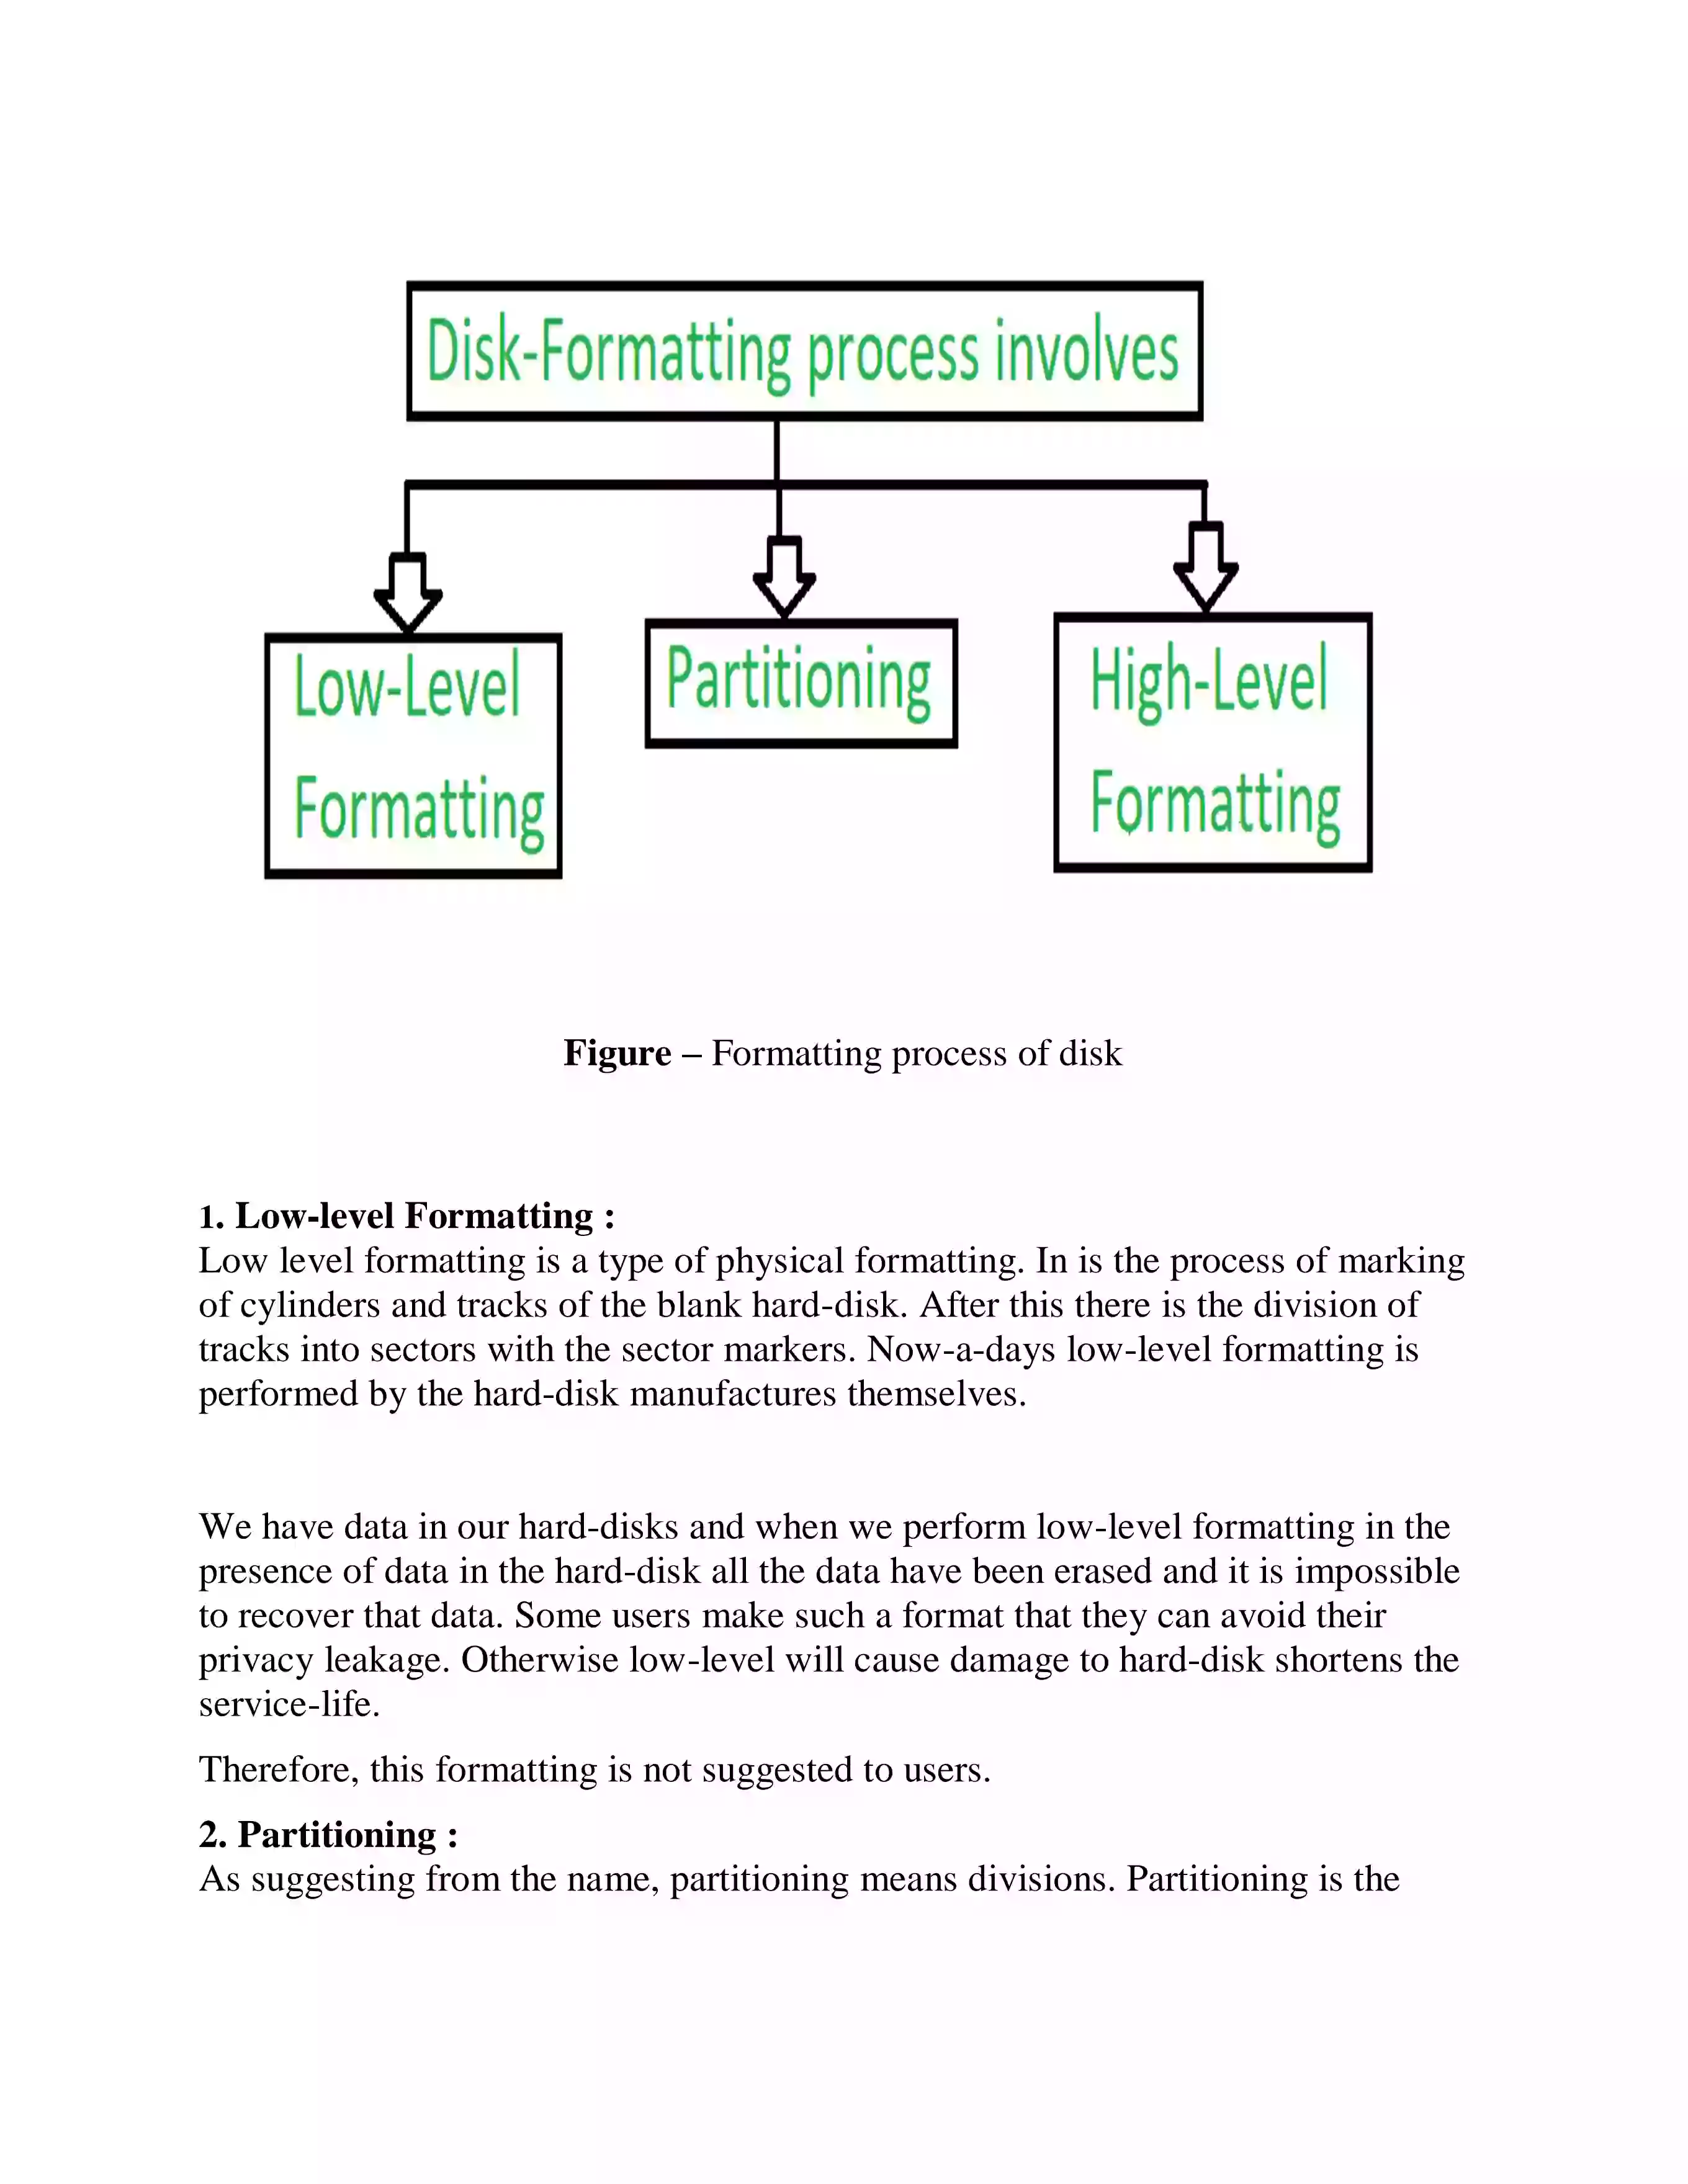 Disk-Formatting process involves
Low-Level
Formatting
Partitioning
High-Level
Formatting
Figure – Formatting process of disk
1. Low-level Formatting :
Low level formatting is a type of physical formatting. In is the process of marking
of cylinders and tracks of the blank hard-disk. After this there is the division of
tracks into sectors with the sector markers. Now-a-days low-level formatting is
performed by the hard-disk manufactures themselves.
We have data in our hard-disks and when we perform low-level formatting in the
presence of data in the hard-disk all the data have been erased and it is impossible
to recover that data. Some users make such a format that they can avoid their
privacy leakage. Otherwise low-level will cause damage to hard-disk shortens the
service-life.
Therefore, this formatting is not suggested to users.
2. Partitioning :
As suggesting from the name, partitioning means divisions. Partitioning is the